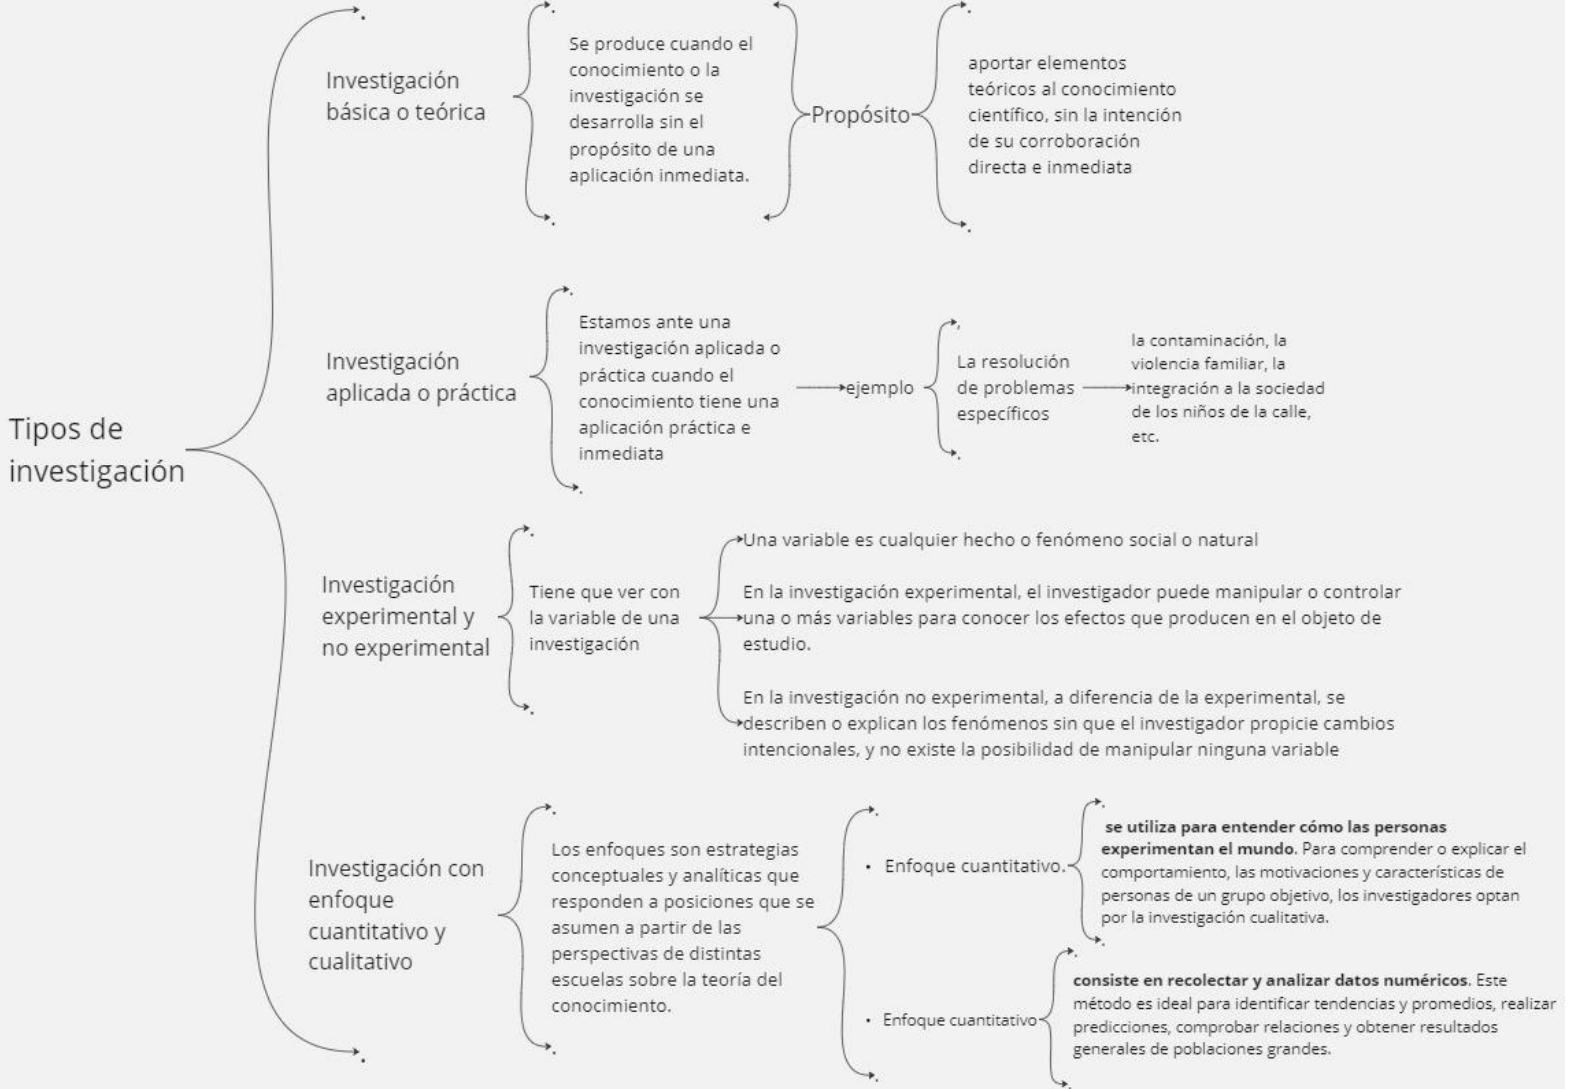 Tipos de
investigación
Investigación
básica o teórica
Se produce cuando el
conocimiento o la
investigación se
desarrolla sin el
propósito de una
aplicación inmediata.
Propósito
aportar elementos
teóricos al conocimiento
científico, sin la intención
de su corroboración
directa e inmediata
Investigación
aplicada o práctica
Estamos ante una
investigación aplicada o
práctica cuando el
conocimiento tiene una
aplicación práctica e
inmediata
ejemplo
La resolución
de problemas
específicos
la contaminación, la
violencia familiar, la
integración a la sociedad
de los niños de la calle,
etc.
Investigación
experimental y
no experimental
Tiene que ver con
la variable de una
investigación
Una variable es cualquier hecho o fenómeno social o natural
En la investigación experimental, el investigador puede manipular o controlar
una o más variables para conocer los efectos que producen en el objeto de
estudio.
En la investigación no experimental, a diferencia de la experimental, se
describen o explican los fenómenos sin que el investigador propicie cambios
intencionales, y no existe la posibilidad de manipular ninguna variable
Investigación con
enfoque
cuantitativo y
cualitativo
Los enfoques son estrategias
conceptuales y analíticas que
responden a posiciones que se
asumen a partir de las
perspectivas de distintas
escuelas sobre la teoría del
conocimiento.
• Enfoque cuantitativo.
se utiliza para entender cómo las personas
experimentan el mundo. Para comprender o explicar el
comportamiento, las motivaciones y características de
personas de un grupo objetivo, los investigadores optan
por la investigación cualitativa.
• Enfoque cuantitativo
consiste en recolectar y analizar datos numéricos. Este
método es ideal para identificar tendencias y promedios, realizar
predicciones, comprobar relaciones y obtener resultados
generales de poblaciones grandes.